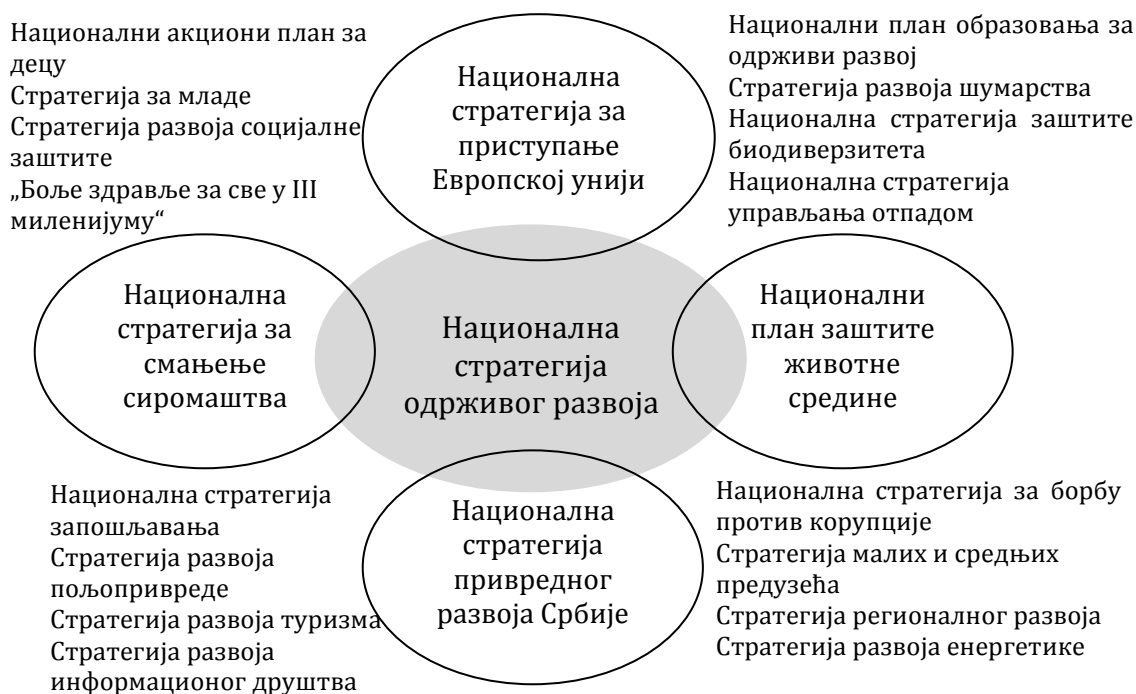 Национални акциони план за
децу
Стратегија за младе
Стратегија развоја социјалне
заштите
„Боље здравље за све у III
миленијуму“
Национална
стратегија за
приступање
Европској унији
Национални план образовања за
одрживи развој
Стратегија развоја шумарства
Национална стратегија заштите
биодиверзитета
Национална стратегија
управљања отпадом
Национална
стратегија за
смањење
сиромаштва
Национална
стратегија
одрживог развоја
Национални
план заштите
животне
средине
Национална стратегија
запошљавања
Стратегија развоја
пољопривреде
Стратегија развоја туризма
Стратегија развоја
информационог друштва
Национална
стратегија
привредног
развоја Србије
Национална стратегија за борбу
против корупције
Стратегија малих и средњих
предузећа
Стратегија регионалног развоја
Стратегија развоја енергетике